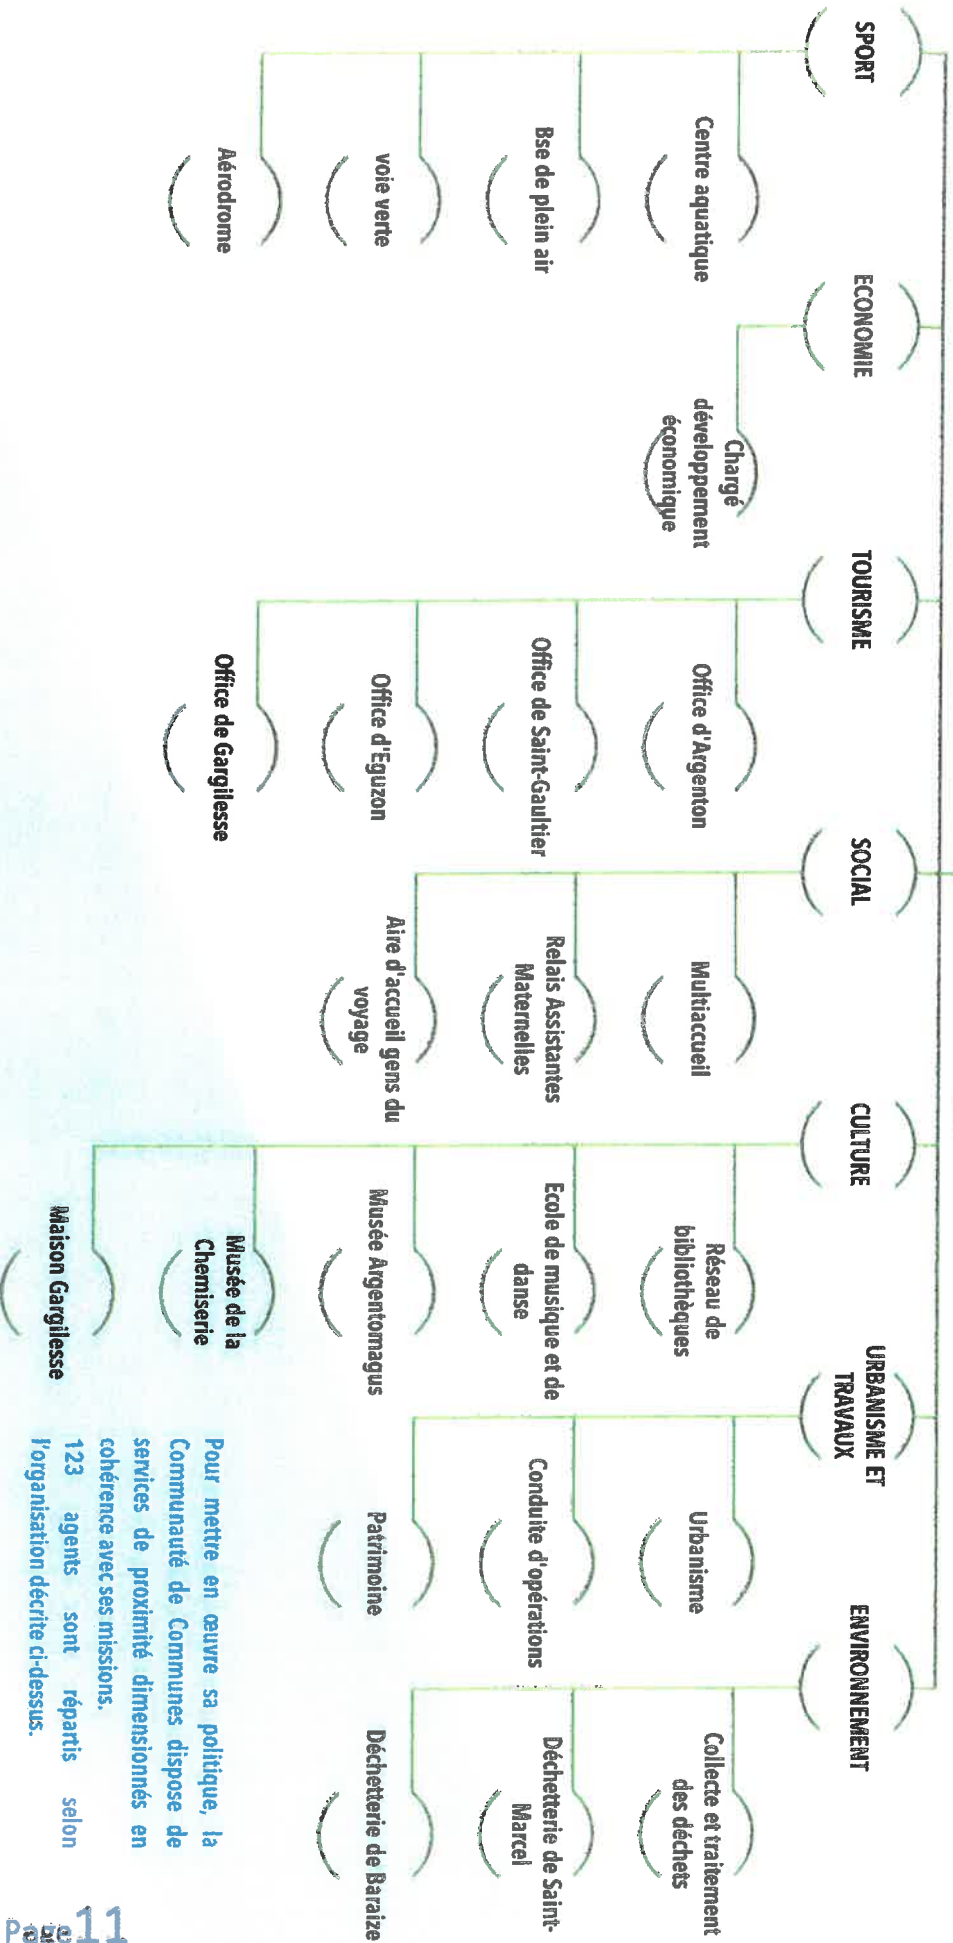 SPORT
Centre aquatique
Bse de plein air
voie verte
Aérodrome
ECONOMIE
Chargé
développement
économique
TOURISME
Office d'Argenton
Office de Saint-Gaultier
Office d'Eguzon
Office de Gargilesse
SOCIAL
Multiaccueil
Relais Assistantes
Maternelles
Aire d'accueil gens du
voyage
CULTURE
Réseau de
bibliothèques
Ecole de musique et de
danse
Musée Argentomagus
Musée de la
Chemiserie
Maison Gargilesse
URBANISME ET
TRAVAUX
Urbanisme
Conduite d'opérations
Patrimoine
ENVIRONNEMENT
Collecte et traitement
des déchets
Déchetterie de Saint-
Marcel
Déchetterie de Baraize
Pour mettre en œuvre sa politique, la
Communauté de Communes dispose de
services de proximité dimensionnés en
cohérence avec ses missions.
123 agents sont répartis selon
l'organisation décrite ci-dessus.
Page 11